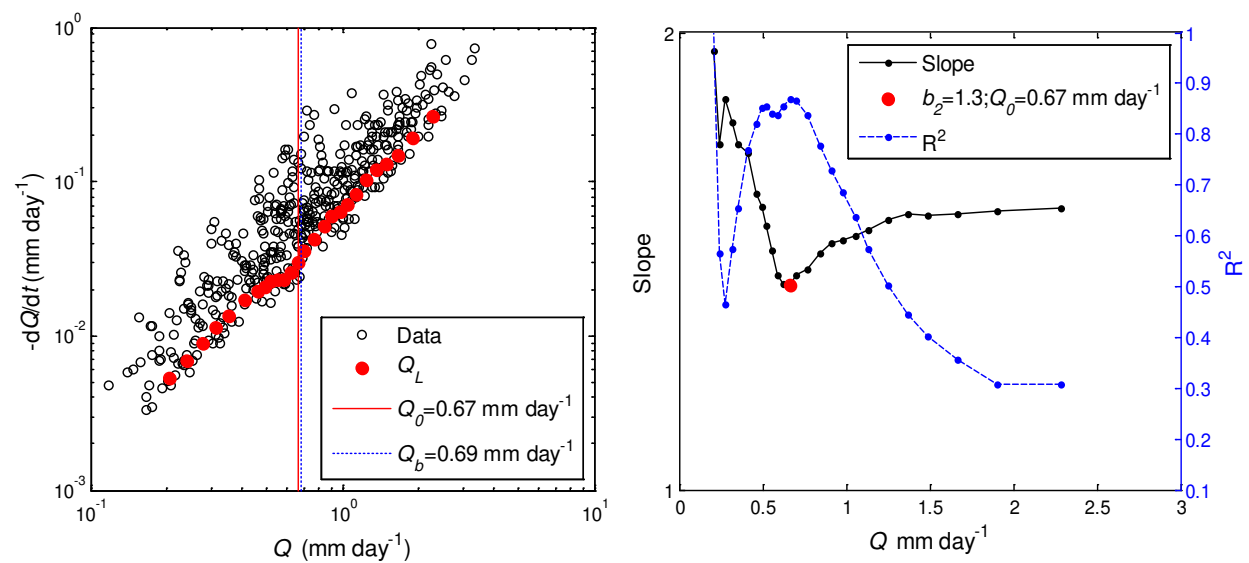 10^0
10^-1
10^-2
10^-3
-dQ/dt (mm day^-1)
10^-1
10^0
10^1
Q (mm day^-1)
Data
Q_L
Q_0=0.67 mm day^-1
Q_b=0.69 mm day^-1
2
1
Slope
0
0.5
1
1.5
2
2.5
3
Q mm day^-1
Slope
b_2=1.3;Q_0=0.67 mm day^-1
R^2
1
0.9
0.8
0.7
0.6
0.5
0.4
0.3
0.2
0.1
R^2